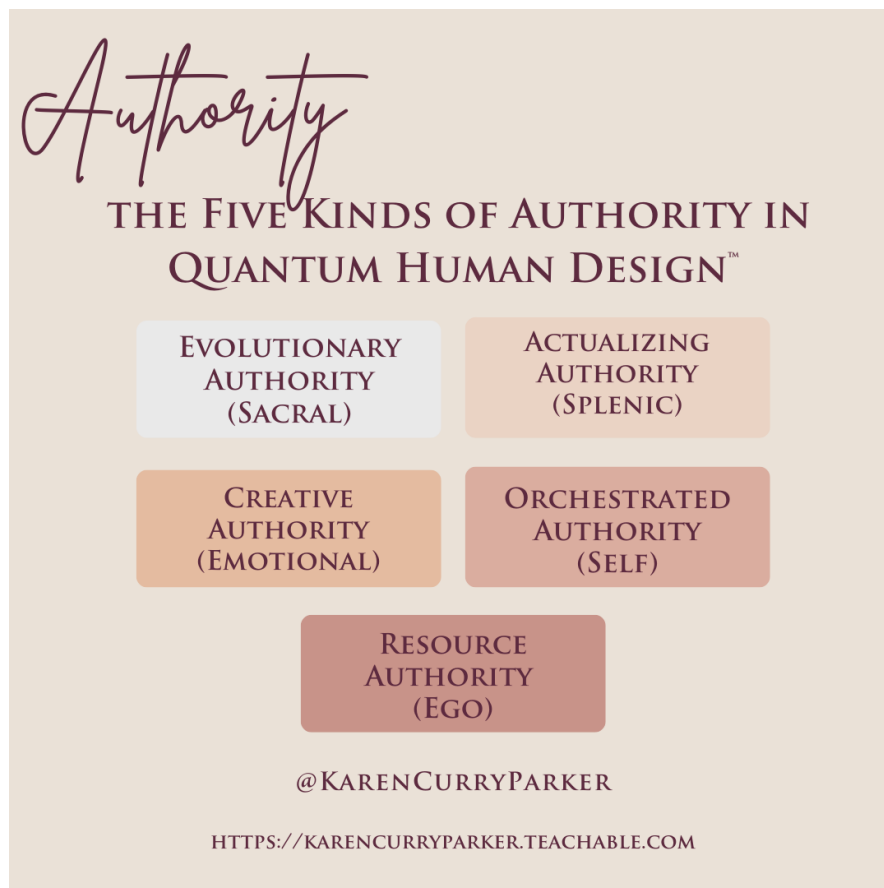 Authority
the Five Kinds of Authority in
Quantum Human Design™
Evolutionary
Authority
(Sacral)
Actualizing
Authority
(Splenic)
Creative
Authority
(Emotional)
Orchestrated
Authority
(Self)
Resource
Authority
(Ego)
@KarenCurryParker
https://karencurryparker.teachable.com